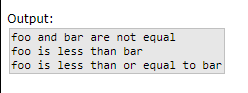 Output:
foo and bar are not equal
foo is less than bar
foo is less than or equal to bar